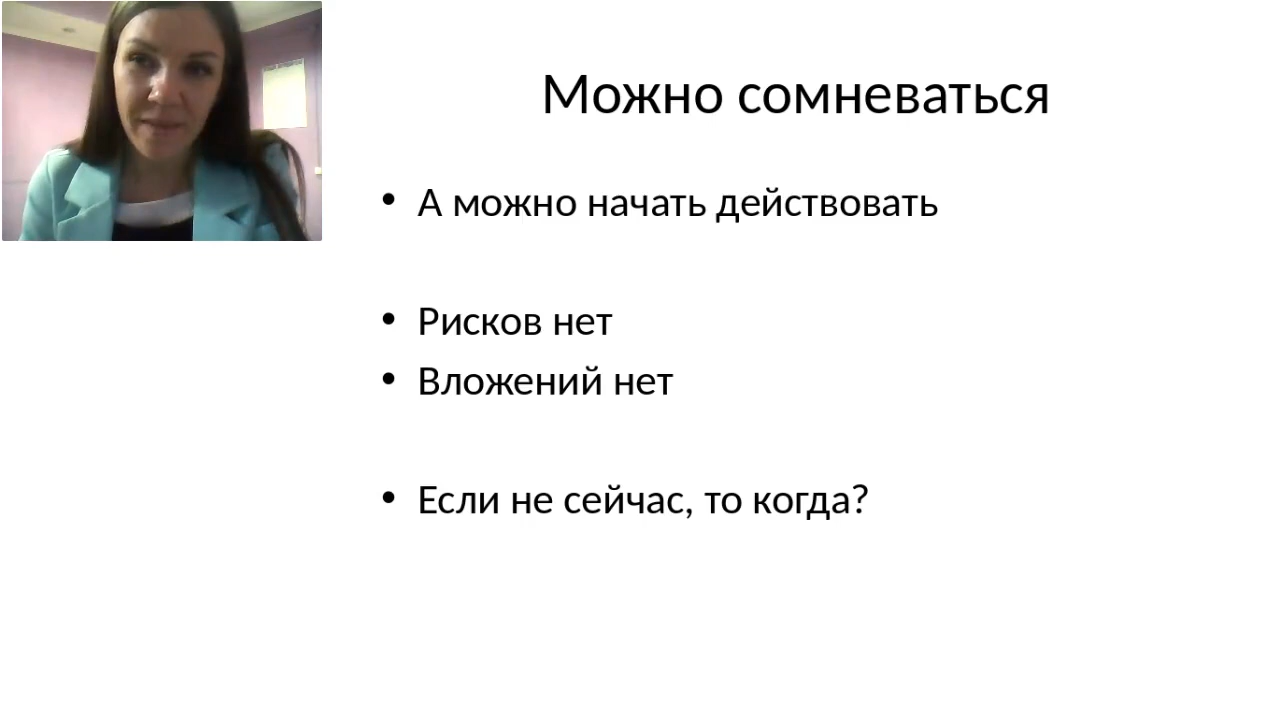 Можно сомневаться
• А можно начать действовать
• Рисков нет
• Вложений нет
• Если не сейчас, то когда?